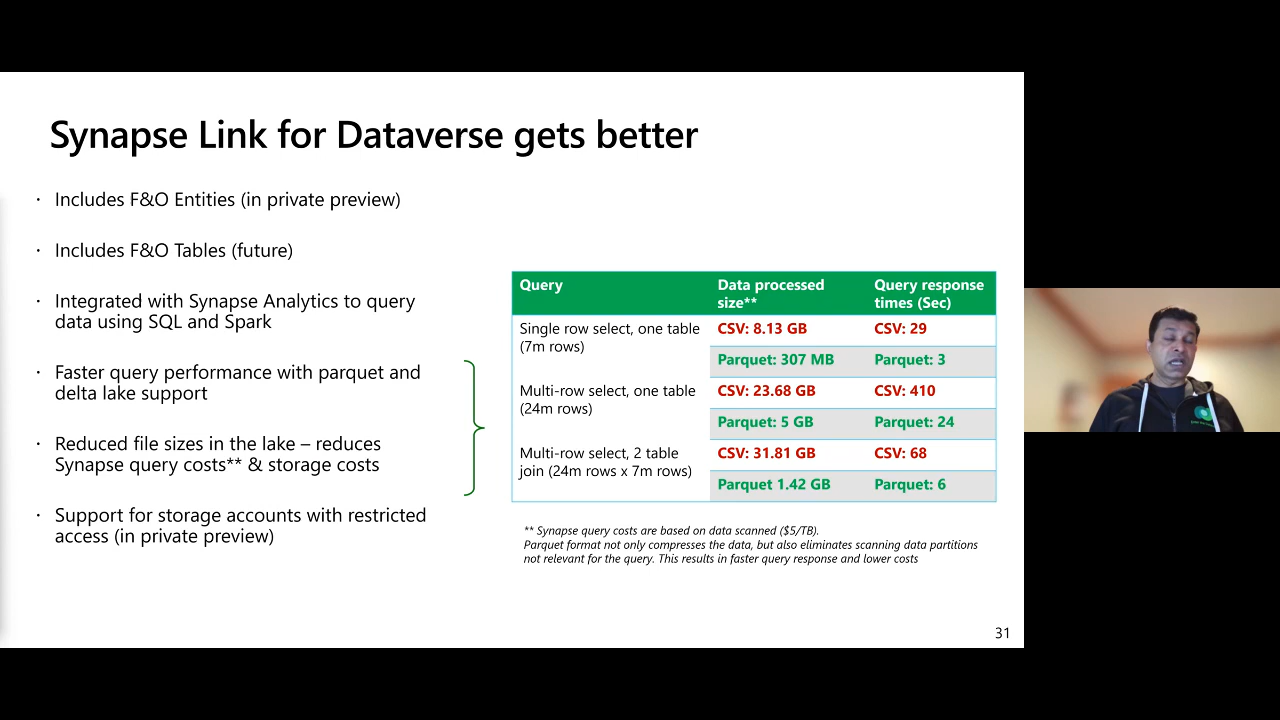 Synapse Link for Dataverse gets better
· Includes F&O Entities (in private preview)
· Includes F&O Tables (future)
· Integrated with Synapse Analytics to query
data using SQL and Spark
· Faster query performance with parquet and
delta lake support
· Reduced file sizes in the lake – reduces
Synapse query costs** & storage costs
· Support for storage accounts with restricted
access (in private preview)
Query
Data processed
size**
Query response
times (Sec)
Single row select, one table
(7m rows)
CSV: 8.13 GB
CSV: 29
Parquet: 307 MB
Parquet: 3
Multi-row select, one table
(24m rows)
CSV: 23.68 GB
CSV: 410
Parquet: 5 GB
Parquet: 24
Multi-row select, 2 table
join (24m rows x 7m rows)
CSV: 31.81 GB
CSV: 68
Parquet 1.42 GB
Parquet: 6
** Synapse query costs are based on data scanned ($5/TB).
Parquet format not only compresses the data, but also eliminates scanning data partitions
not relevant for the query. This results in faster query response and lower costs
31